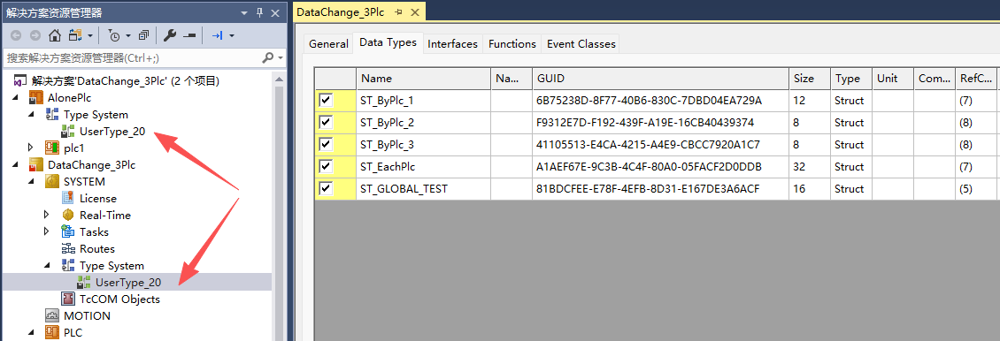 解决方案资源管理器
搜索解决方案资源管理器(Ctrl+;)
解决方案'DataChange_3Plc' (2 个项目)
AlonePlc
Type System
UserType_20
plc1
DataChange_3Plc
SYSTEM
License
Real-Time
Tasks
Routes
Type System
UserType_20
TcCOM Objects
MOTION
PLC
DataChange_3Plc
General Data Types Interfaces Functions Event Classes
Name Na... GUID Size Type Unit Com... RefC...
ST_ByPlc_1 6B75238D-8F77-40B6-830C-7DBD04EA729A 12 Struct (7)
ST_ByPlc_2 F9312E7D-F192-439F-A19E-16CB40439374 8 Struct (8)
ST_ByPlc_3 41105513-E4CA-4215-A4E9-CBCC7920A1C7 8 Struct (8)
ST_EachPlc A1AEF67E-9C3B-4C4F-80A0-05FACF2D0DDB 32 Struct (7)
ST_GLOBAL_TEST 81BDCFEE-E78F-4EFB-8D31-E167DE3A6ACF 16 Struct (5)